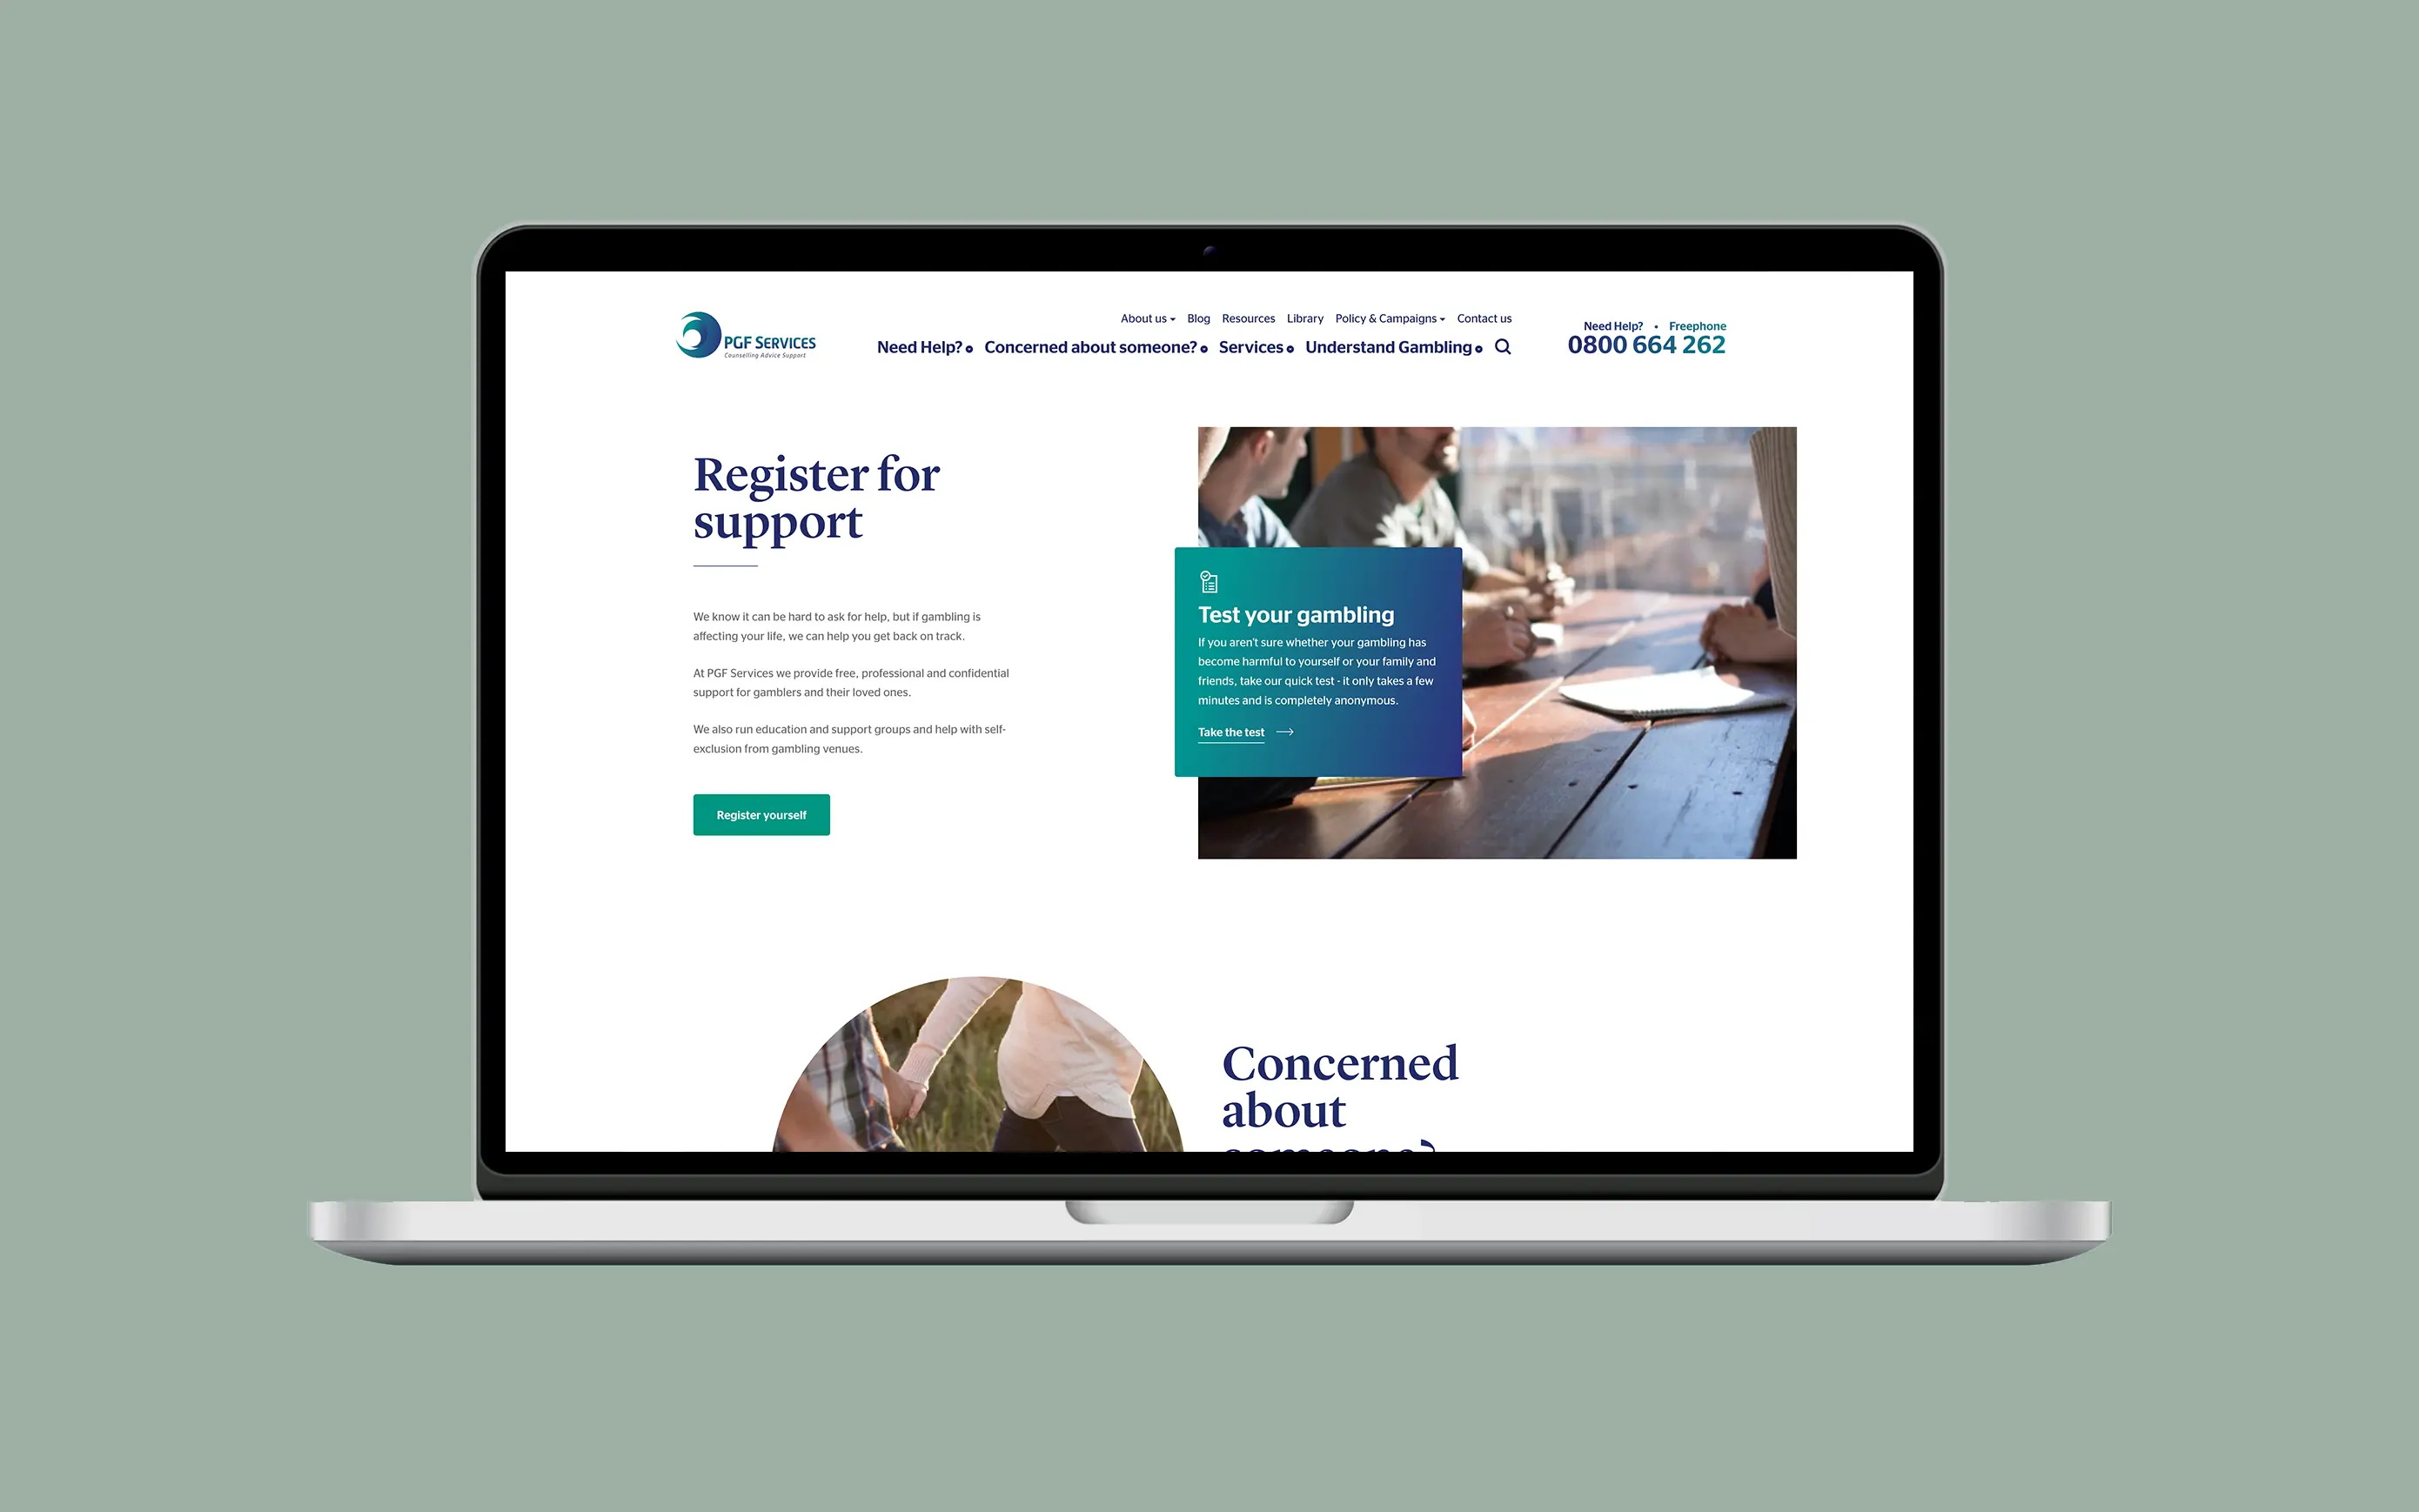 PGF SERVICES
Counselling Advice Support
About us
Blog
Resources
Library
Policy & Campaigns
Contact us
Need Help?
Concerned about someone?
Services
Understand Gambling
Need Help? • Freephone
0800 664 262
Register for
support
We know it can be hard to ask for help, but if gambling is
affecting your life, we can help you get back on track.
At PGF Services we provide free, professional and confidential
support for gamblers and their loved ones.
We also run education and support groups and help with self-
exclusion from gambling venues.
Register yourself
Test your gambling
If you aren't sure whether your gambling has
become harmful to yourself or your family and
friends, take our quick test - it only takes a few
minutes and is completely anonymous.
Take the test
Concerned
about
someone?